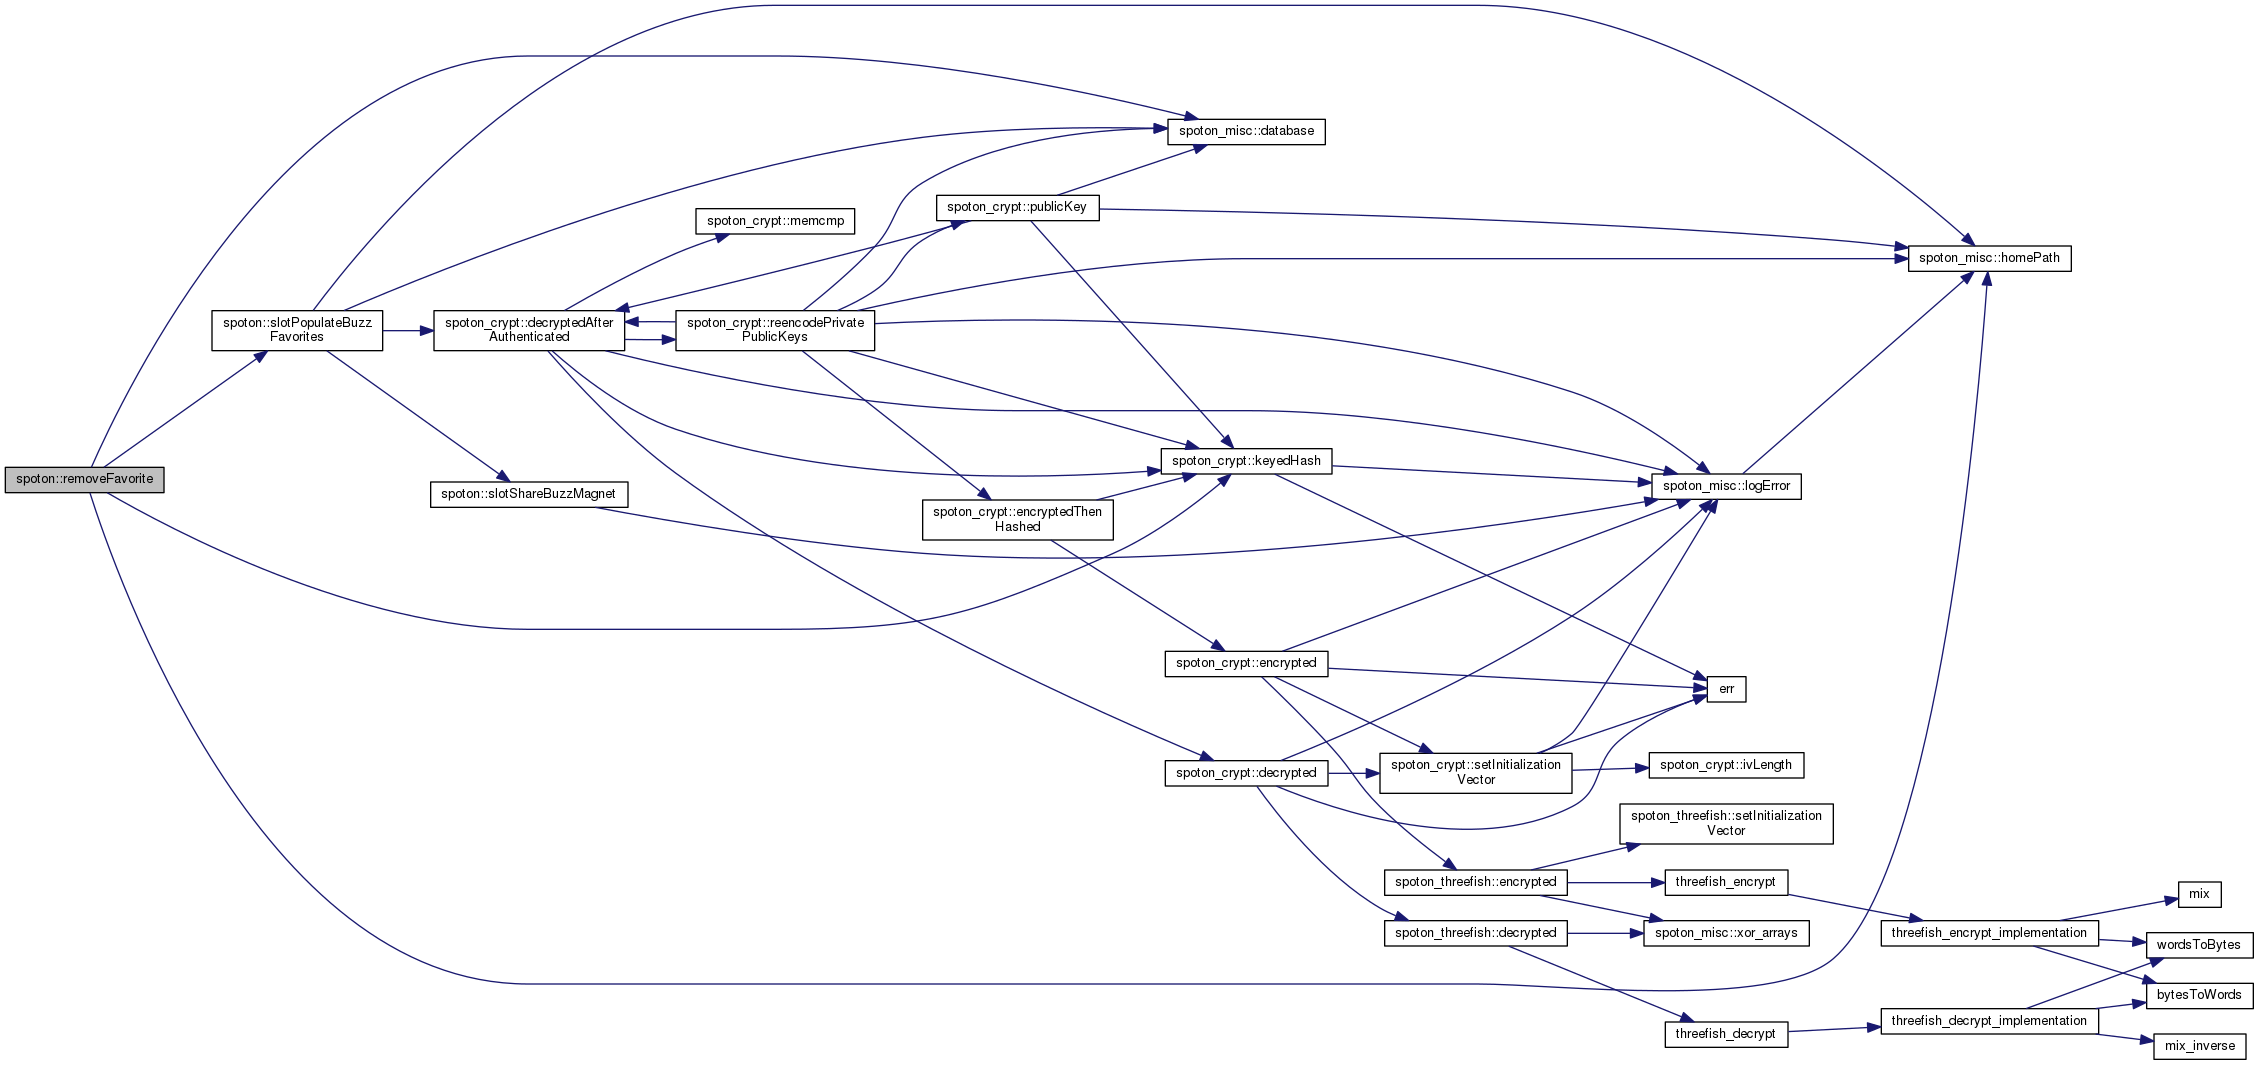 spoton_misc::database
spoton_crypt::publicKey
spoton_crypt::memcmp
spoton_misc::homePath
spoton::slotPopulateBuzz
Favorites
spoton_crypt::decryptedAfter
Authenticated
spoton_crypt::reencodePrivate
PublicKeys
spoton_crypt::keyedHash
spoton::removeFavorite
spoton::slotShareBuzzMagnet
spoton_misc::logError
spoton_crypt::encryptedThen
Hashed
spoton_crypt::encrypted
err
spoton_crypt::decrypted
spoton_crypt::setInitialization
Vector
spoton_crypt::ivLength
spoton_threefish::setInitialization
Vector
spoton_threefish::encrypted
threefish_encrypt
mix
spoton_threefish::decrypted
spoton_misc::xor_arrays
threefish_encrypt_implementation
wordsToBytes
bytesToWords
threefish_decrypt
threefish_decrypt_implementation
mix_inverse